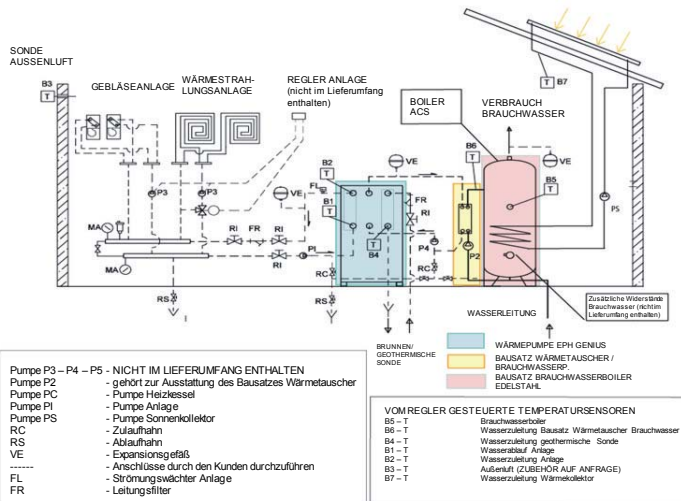 SONDE
AUSSENLUFT
B3
T
GEBLÄSEANLAGE
WÄRMESTRAH-
LUNGSANLAGE
REGLER ANLAGE
(nicht im Lieferumfang
enthalten)
BOILER
ACS
VERBRAUCH
BRAUCHWASSER
T
B7
B2
T
FL
VE
B6
T
VE
B5
T
P3
P3
VE
B1
T
FR
RI
PS
MA
RI
FR
RI
RI
PI
T
B4
P4
P2
MA
RC
RC
RS
RS
Zusätzliche Widerstände
Brauchwasser (nicht im
Lieferumfang enthalten)
WASSERLEITUNG
BRUNNEN/
GEOTHERMISCHE
SONDE
WÄRMEPUMPE EPH GENIUS
BAUSATZ WÄRMETAUSCHER /
BRAUCHWASSERP.
BAUSATZ BRAUCHWASSERBOILER
EDELSTAHL
Pumpe P3 – P4 – P5 - NICHT IM LIEFERUMFANG ENTHALTEN
Pumpe P2 - gehört zur Ausstattung des Bausatzes Wärmetauscher
Pumpe PC - Pumpe Heizkessel
Pumpe PI - Pumpe Anlage
Pumpe PS - Pumpe Sonnenkollektor
RC - Zulaufhahn
RS - Ablaufhahn
VE - Expansionsgefäß
------ - Anschlüsse durch den Kunden durchzuführen
FL - Strömungswächter Anlage
FR - Leitungsfilter
VOM REGLER GESTEUERTE TEMPERATURSENSOREN
B5 – T Brauchwasserboiler
B6 – T Wasserzuleitung Bausatz Wärmetauscher Brauchwasser
B4 – T Wasserzuleitung geothermische Sonde
B1 – T Wasserablauf Anlage
B2 – T Wasserzuleitung Anlage
B3 – T Außenluft (ZUBEHÖR AUF ANFRAGE)
B7 – T Wasserzuleitung Wärmekollektor